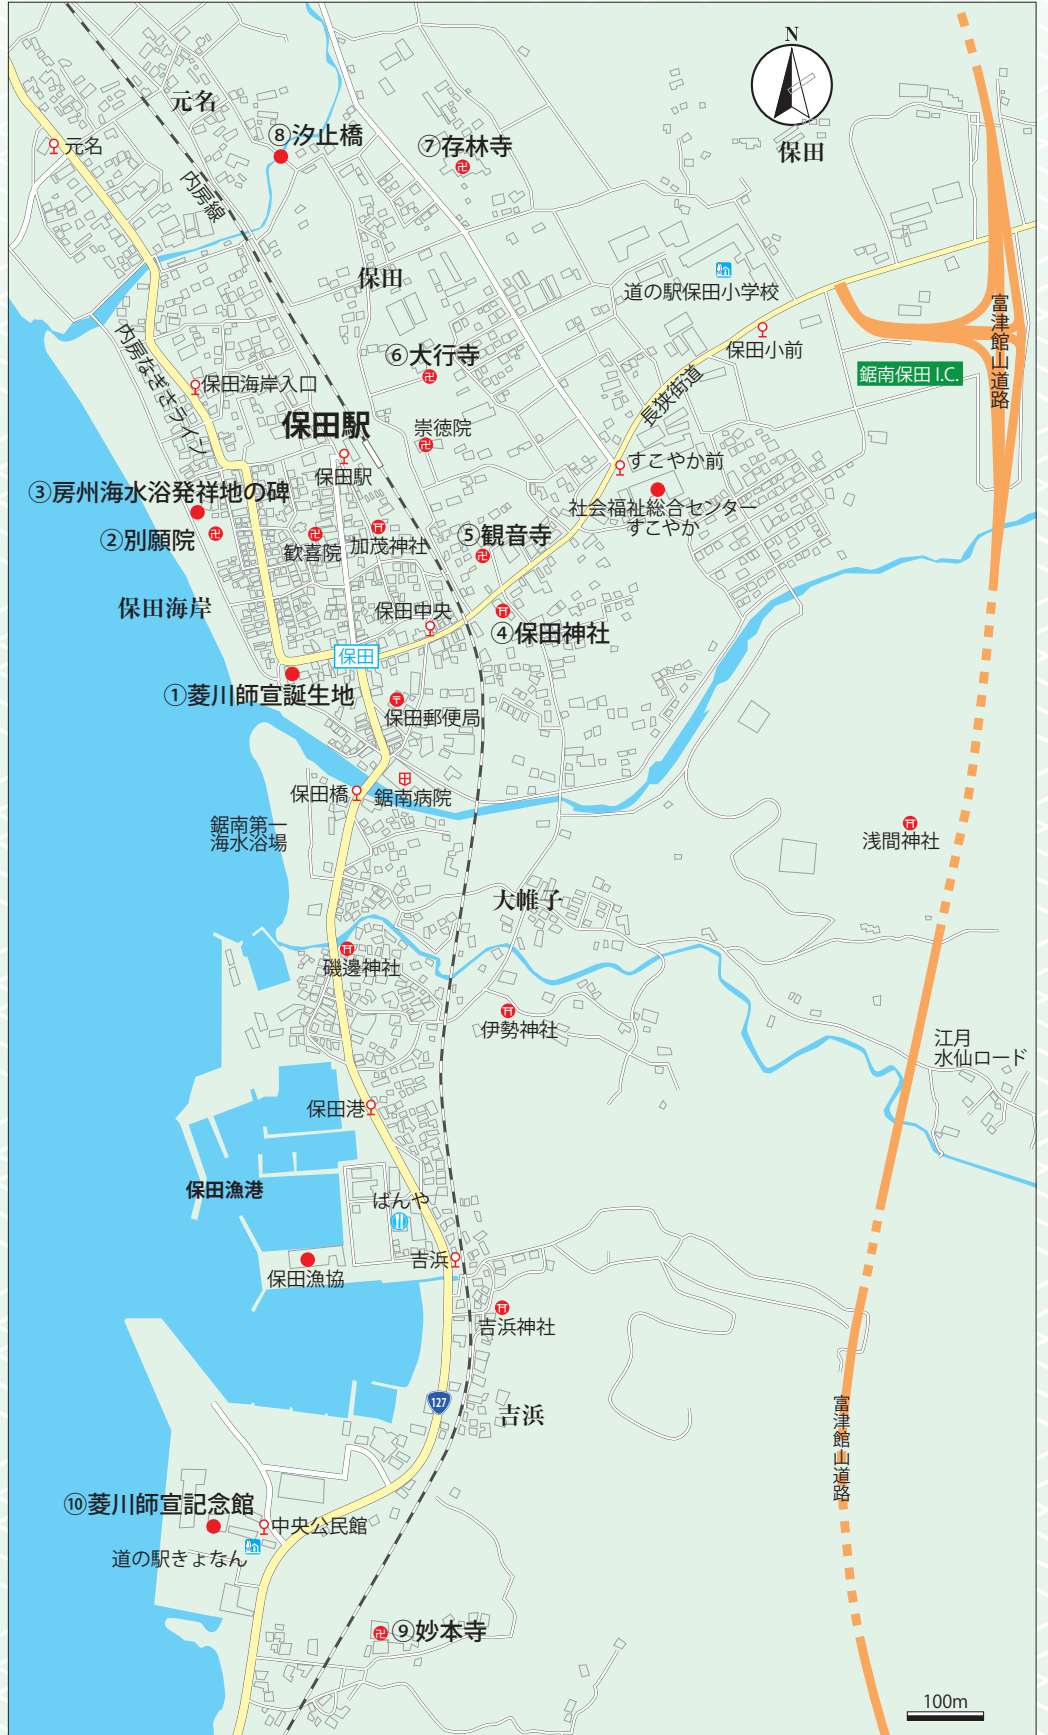 N
元名
⑧汐止橋
元名
⑦存林寺
保田
内房線
保田
道の駅保田小学校
富津館山道路
内房なぎさライン
保田小前
⑥大行寺
鋸南保田 I.C.
保田海岸入口
長狭街道
保田駅
崇徳院
すこやか前
保田駅
③房州海水浴発祥地の碑
社会福祉総合センター
すこやか
②別願院
歓喜院
加茂神社
⑤観音寺
保田海岸
保田中央
④保田神社
保田
①菱川師宣誕生地
保田郵便局
保田橋
鋸南病院
鋸南第一
海水浴場
浅間神社
大帷子
磯邊神社
伊勢神社
江月
水仙ロード
保田港
保田漁港
ばんや
吉浜
保田漁協
吉浜神社
127
吉浜
富津館山道路
⑩菱川師宣記念館
中央公民館
道の駅きょなん
⑨妙本寺
100m